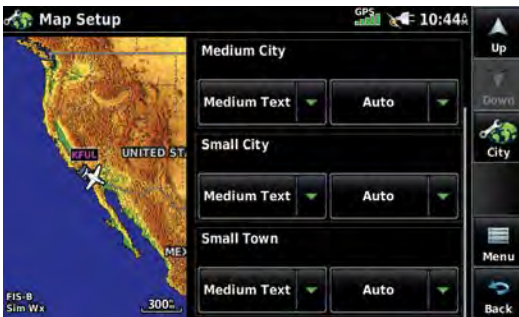 Map Setup
GPS
10:44A
Up
Down
City
Menu
Back
Medium City
Medium Text
Auto
Small City
Medium Text
Auto
Small Town
Medium Text
Auto
KFUL
UNITED ST
MEX
FIS-B
Sim Wx
300